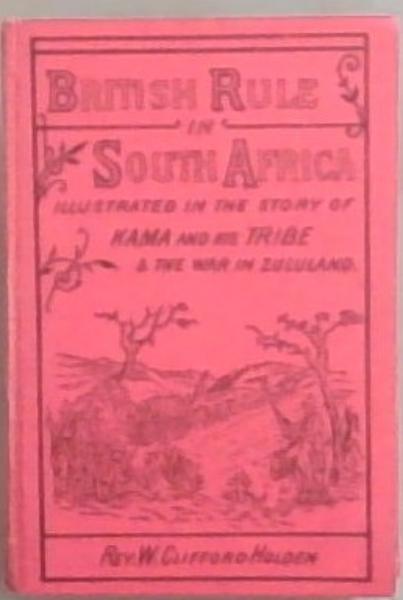 BRITISH RULE
IN
SOUTH AFRICA
ILLUSTRATED IN THE STORY OF
KAMA AND HIS TRIBE
& THE WAR IN ZULULAND.
REV. W. CLIFFORD HOLDEN